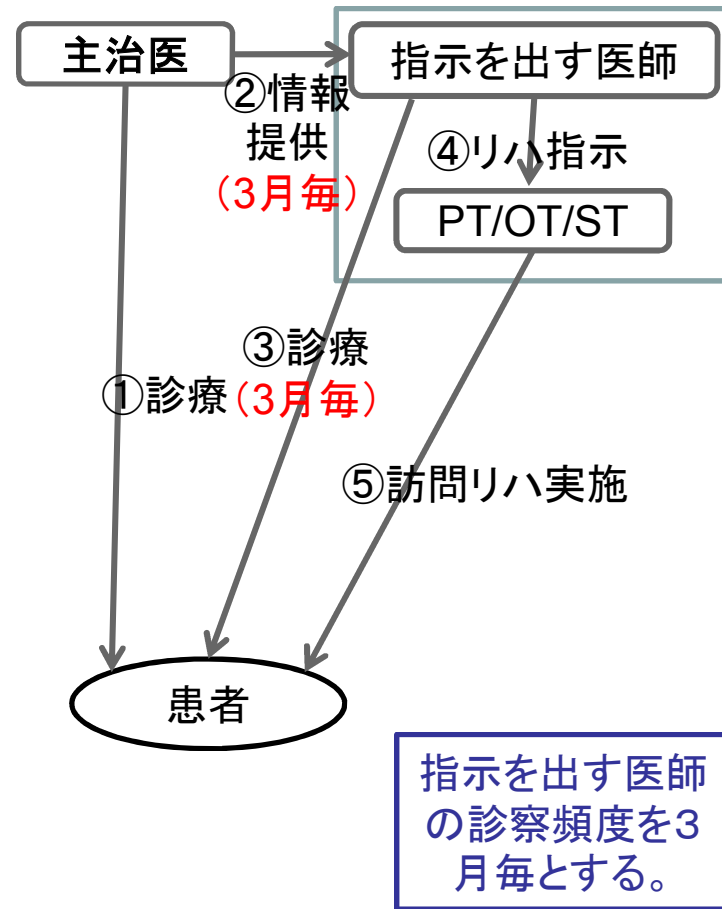 主治医
指示を出す医師
②情報
提供
（3月毎）
④リハ指示
PT/OT/ST
③診療
（3月毎）
①診療
⑤訪問リハ実施
患者
指示を出す医師
の診察頻度を3
月毎とする。